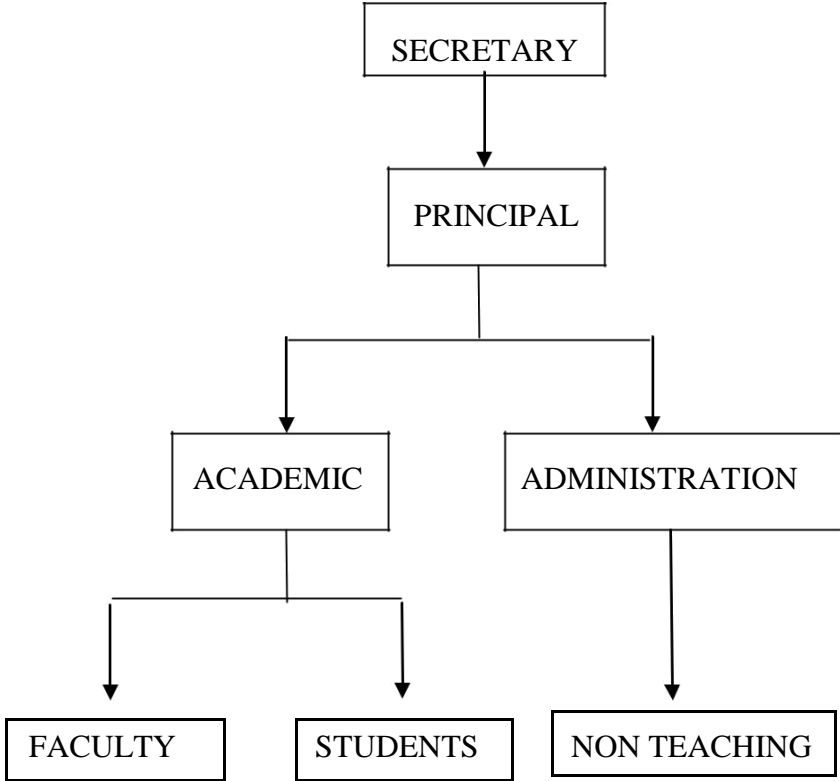 SECRETARY
PRINCIPAL
ACADEMIC
ADMINISTRATION
FACULTY
STUDENTS
NON TEACHING